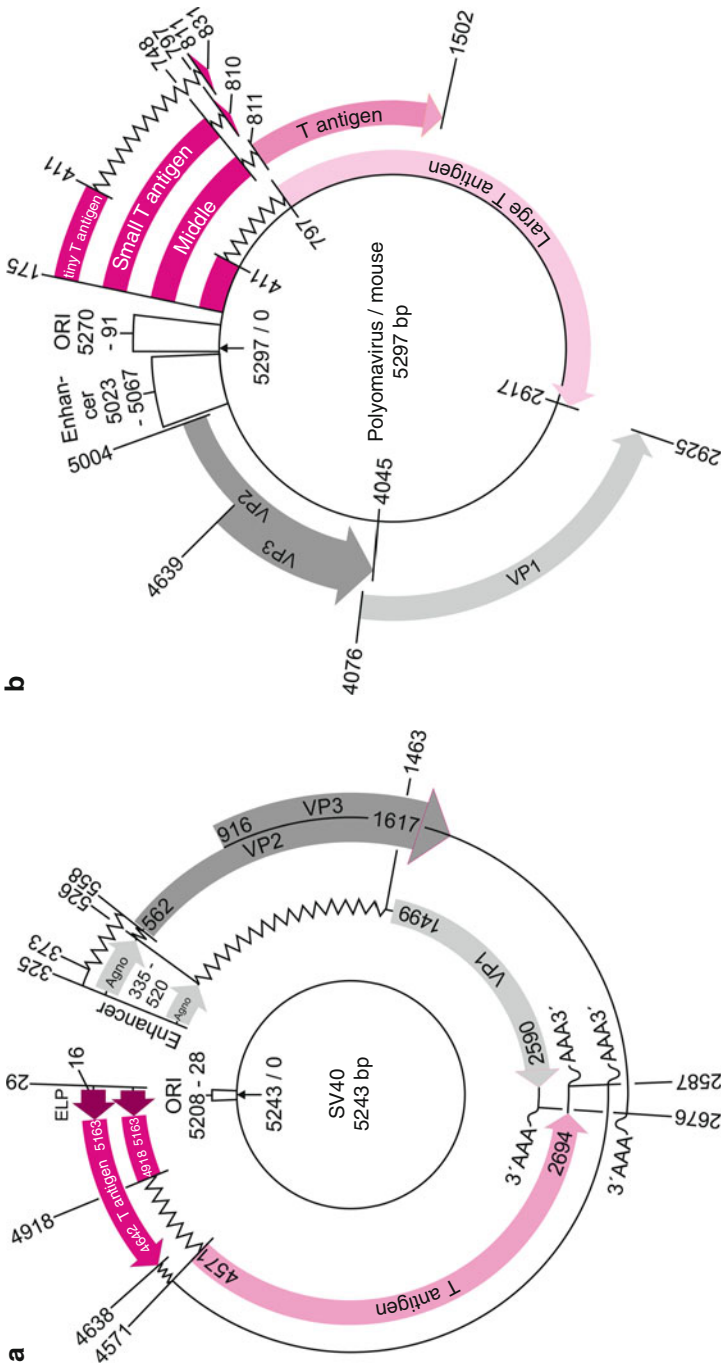 a
29
16
ELP
4642 T antigen 5163
4918 5163
4918
4638
4571
4571
T antigen
2694
ORI
5208 - 28
5243 / 0
SV40
5243 bp
325
373
526
558
Agno
335 -
520
Agno
Enhancer
562
916
VP2
VP3
1617
1463
1499
VP1
2590
3´AAA
AAA3´
AAA3´
3´AAA
2587
2676
b
175
411
tiny T antigen
Small T antigen
Middle
T antigen
748
797
811
831
810
811
1502
411
797
Large T antigen
ORI
5270
- 91
Enhan-
cer
5023
- 5067
5004
5297 / 0
Polyomavirus / mouse
5297 bp
VP2
VP3
4639
4045
4076
VP1
2917
2925